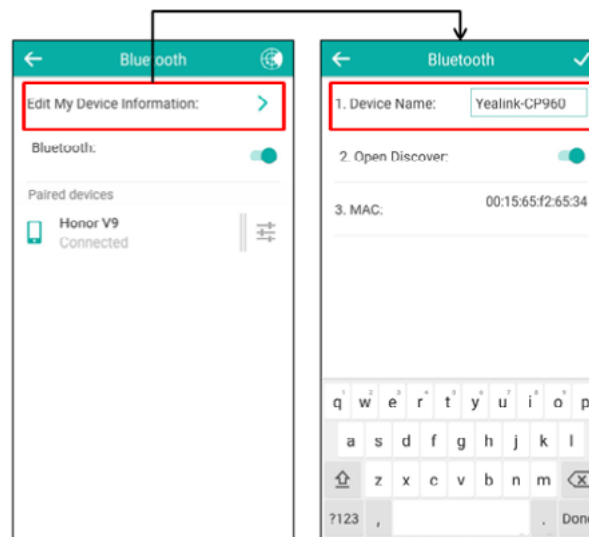 Bluetooth
Edit My Device Information:
Bluetooth:
Paired devices
Honor V9
Connected
Bluetooth
1. Device Name: Yealink-CP960
2. Open Discover:
3. MAC: 00:15:65:f2:65:34
q w e r t y u i o p
a s d f g h j k l
z x c v b n m
?123 , . Done